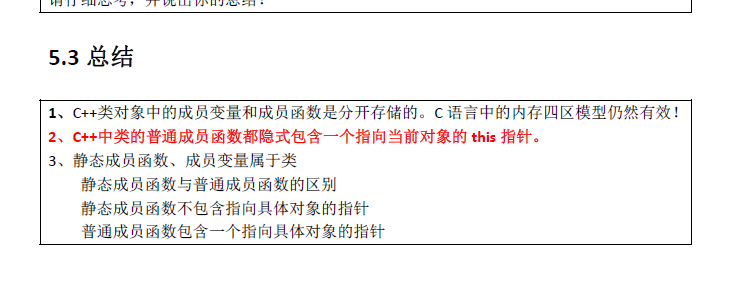 请仔细思考，并说出你的总结！
5.3 总结
1、C++类对象中的成员变量和成员函数是分开存储的。C 语言中的内存四区模型仍然有效！
2、C++中类的普通成员函数都隐式包含一个指向当前对象的 this 指针。
3、静态成员函数、成员变量属于类
静态成员函数与普通成员函数的区别
静态成员函数不包含指向具体对象的指针
普通成员函数包含一个指向具体对象的指针